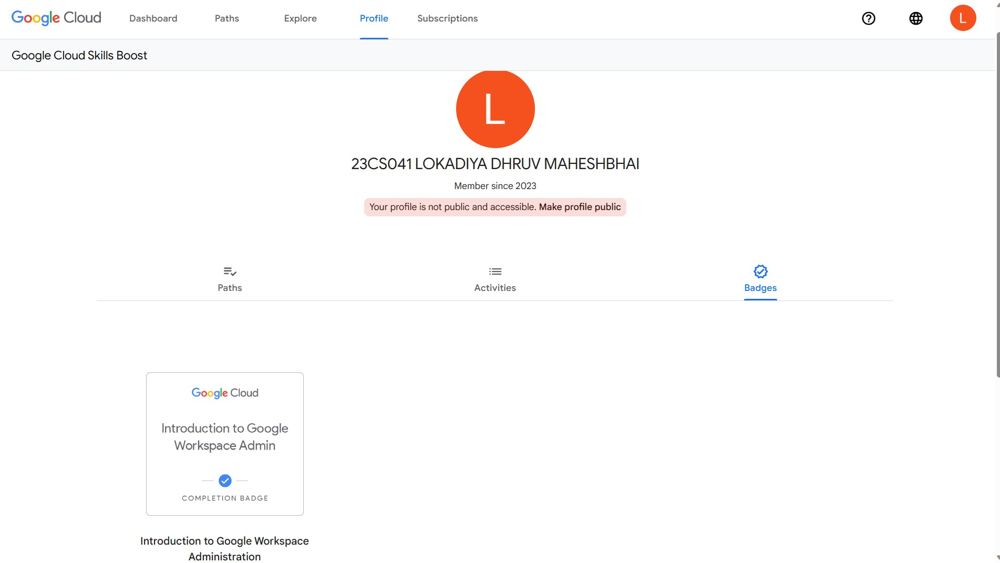 Google Cloud
Dashboard
Paths
Explore
Profile
Subscriptions
L
Google Cloud Skills Boost
L
23CS041 LOKADIYA DHRUV MAHESHBHAI
Member since 2023
Your profile is not public and accessible. Make profile public
Paths
Activities
Badges
Google Cloud
Introduction to Google
Workspace Admin
COMPLETION BADGE
Introduction to Google Workspace
Administration